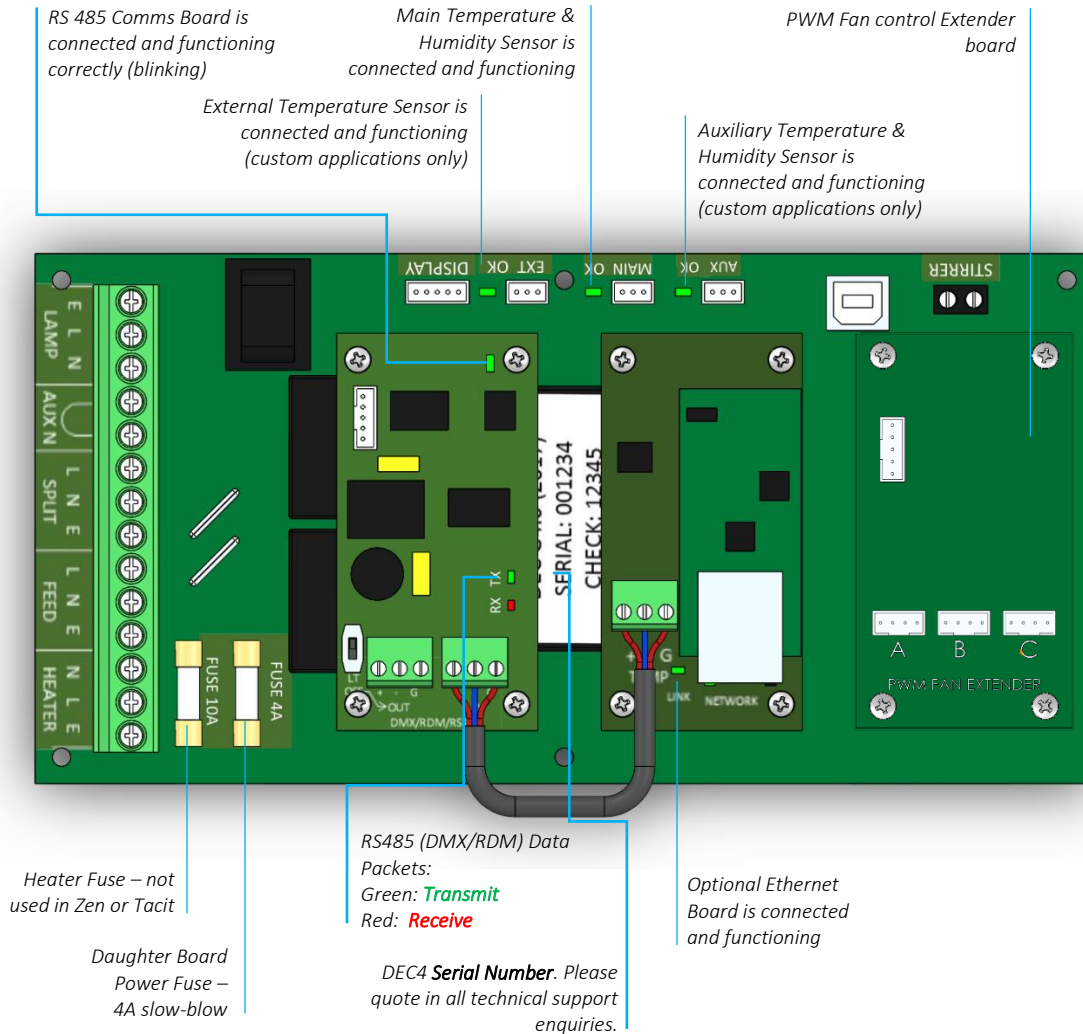 RS 485 Comms Board is
connected and functioning
correctly (blinking)
Main Temperature &
Humidity Sensor is
connected and functioning
PWM Fan control Extender
board
External Temperature Sensor is
connected and functioning
(custom applications only)
Auxiliary Temperature &
Humidity Sensor is
connected and functioning
(custom applications only)
DISPLAY
EXT OK
MAIN OK
AUX OK
STIRRER
E L N
LAMP
AUX N
L N E
SPLIT
L N E
FEED
N L E
HEATER
FUSE 10A
FUSE 4A
SERIAL: 001234
CHECK: 12345
TX
RX
LT
+ - G
OUT
DMX/RDM/RS
+ G
LINK
NETWORK
A B C
PWM FAN EXTENDER
Heater Fuse – not
used in Zen or Tacit
Daughter Board
Power Fuse –
4A slow-blow
RS485 (DMX/RDM) Data
Packets:
Green: Transmit
Red: Receive
DEC4 Serial Number. Please
quote in all technical support
enquiries.
Optional Ethernet
Board is connected
and functioning